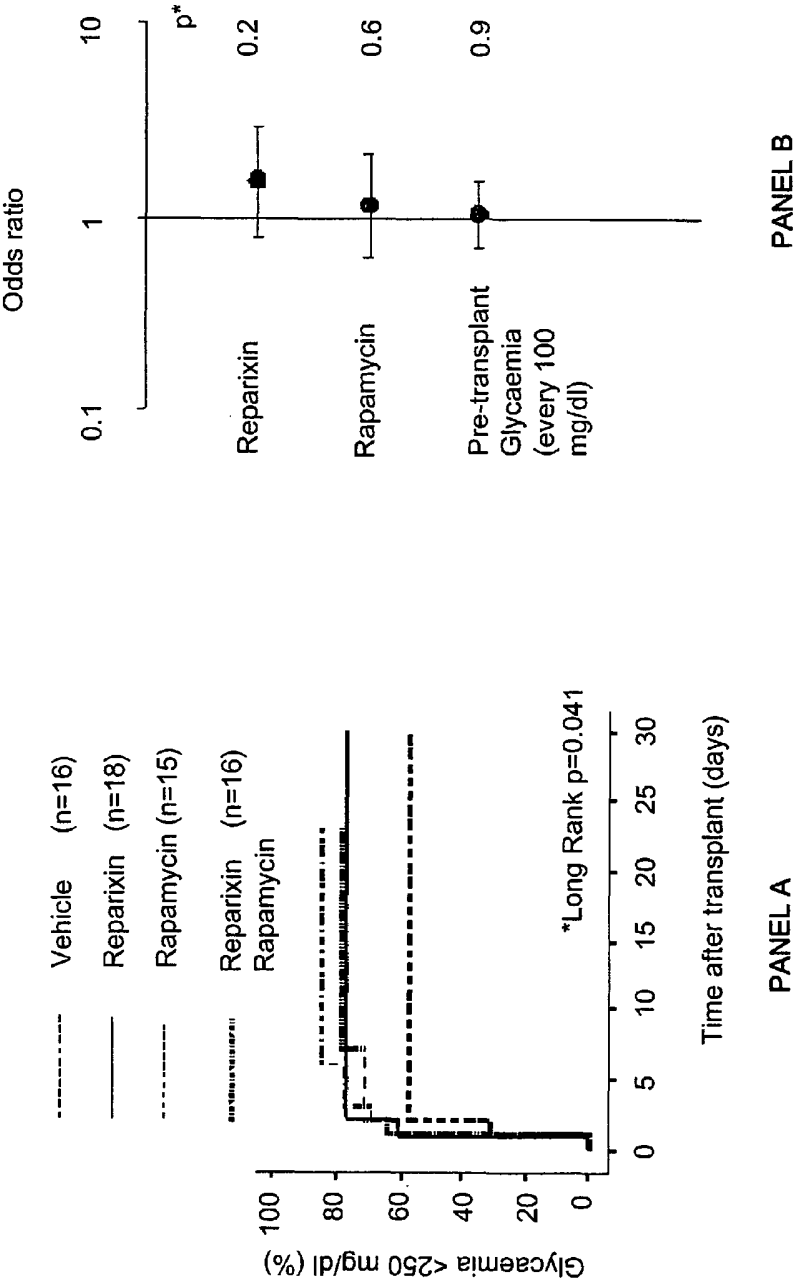 Vehicle (n=16)
Reparixin (n=18)
Rapamycin (n=15)
Reparixin (n=16)
Rapamycin
Glycaemia <250 mg/dl (%)
100
80
60
40
20
0
*Long Rank p=0.041
0 5 10 15 20 25 30
Time after transplant (days)
PANEL A
Odds ratio
0.1 1 10
p*
Reparixin 0.2
Rapamycin 0.6
Pre-transplant 0.9
Glycaemia
(every 100
mg/dl)
PANEL B